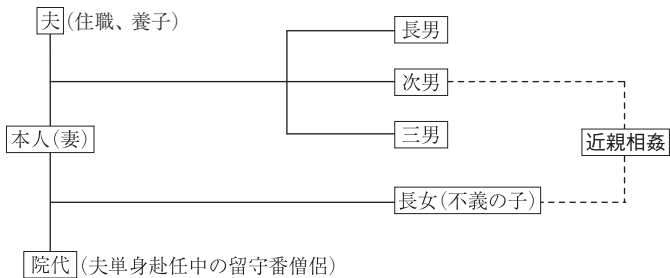 夫(住職、養子)
長男
次男
本人(妻)
三男
近親相姦
長女(不義の子)
院代(夫単身赴任中の留守番僧侶)